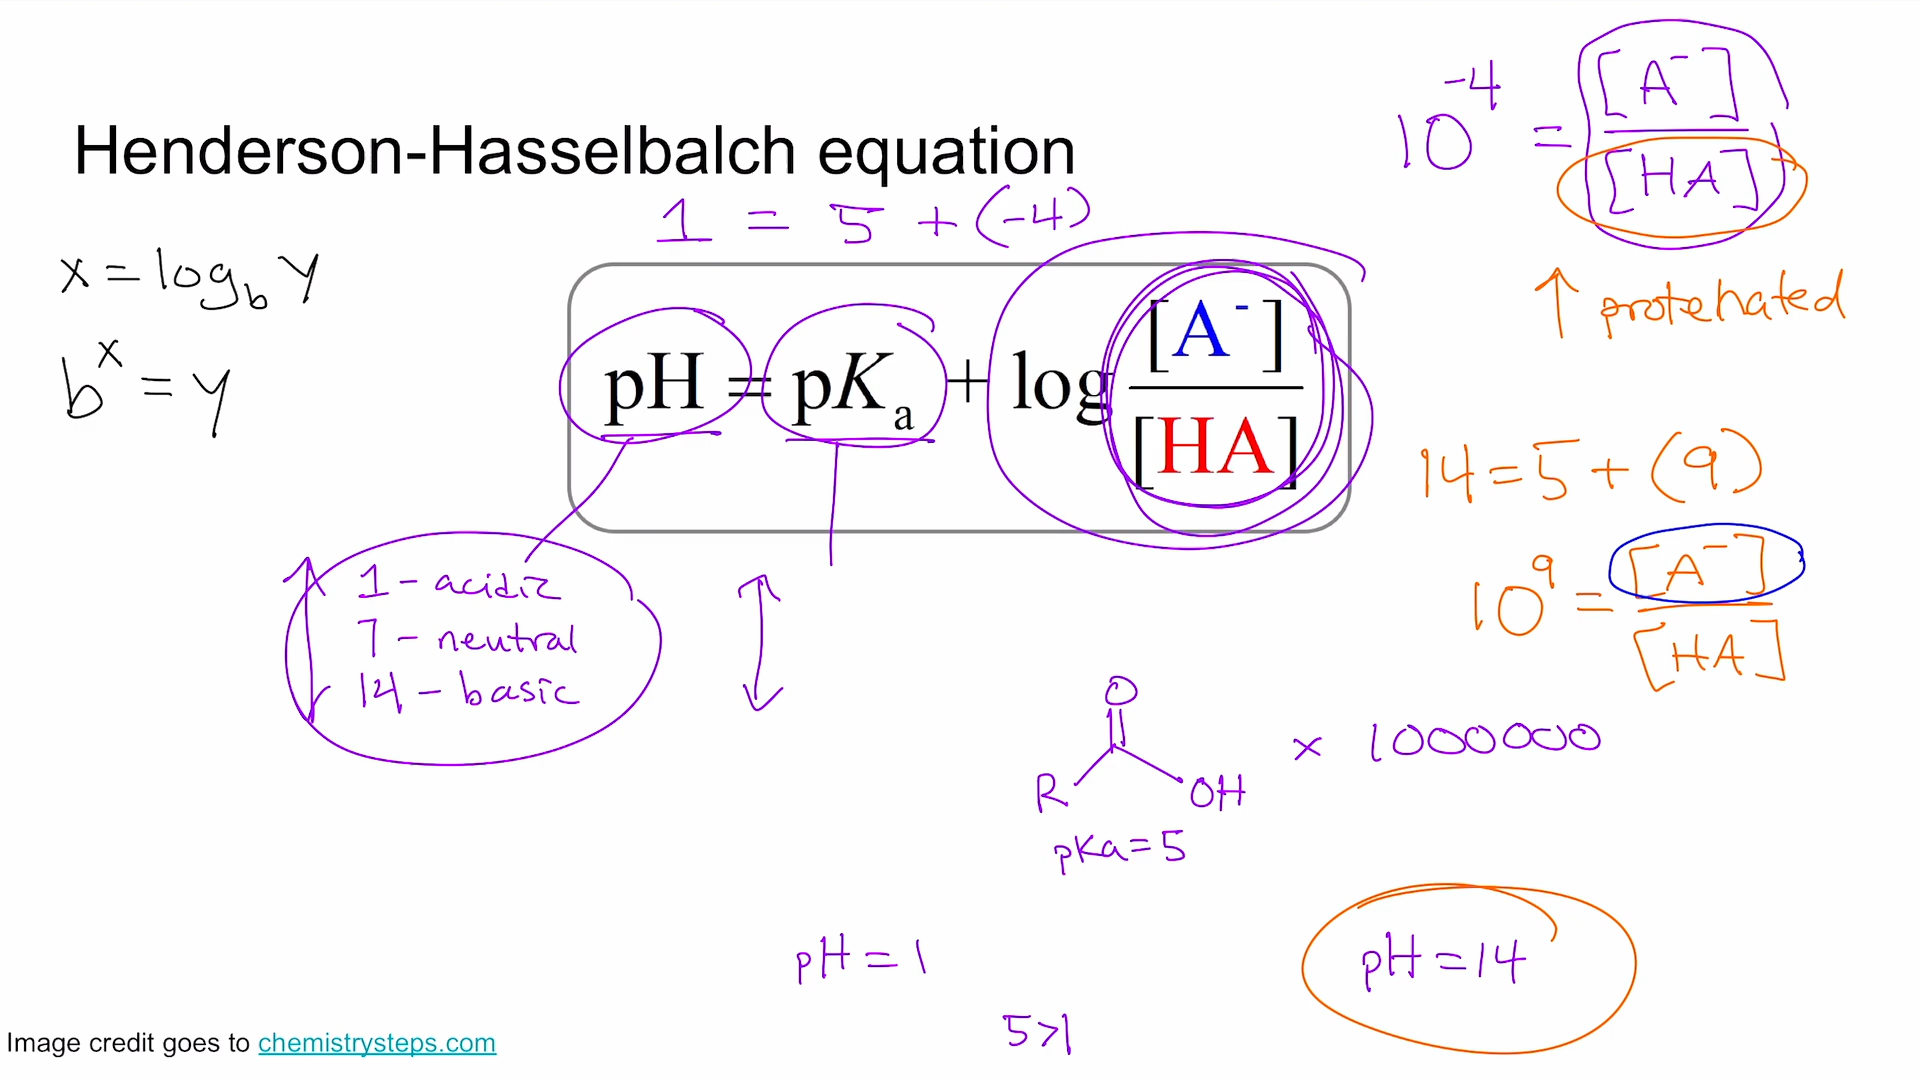 Henderson-Hasselbalch equation
10^-4 = [A^-] / [HA]
↑ protehated
1 = 5 + (-4)
x = log_b y
b^x = y
pH = pK_a + log [A^-] / [HA]
14 = 5 + (9)
10^9 = [A^-] / [HA]
1 - acidic
7 - neutral
14 - basic
O
R
OH
x 1000000
pKa = 5
pH = 1
pH = 14
5 > 1
Image credit goes to chemistrysteps.com